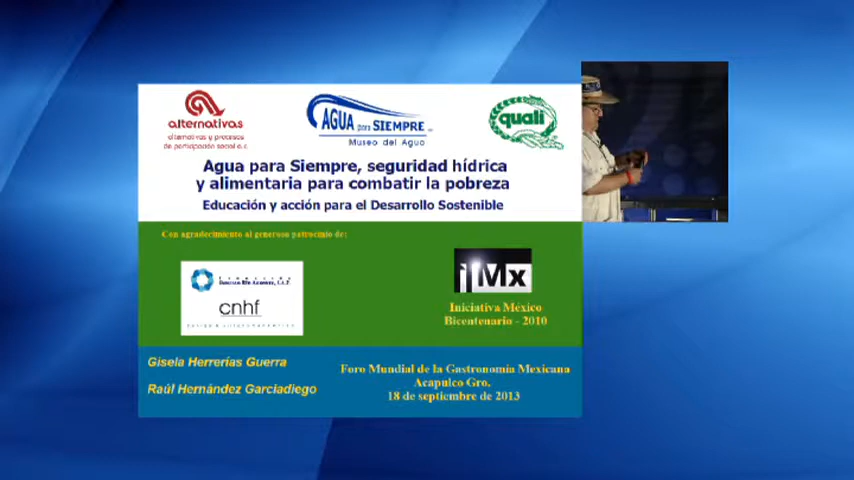 alternativas
alternativas y procesos
de participación social a.c.
AGUA para SIEMPRE
Museo del Agua
quali
Agua para Siempre, seguridad hídrica
y alimentaria para combatir la pobreza
Educación y acción para el Desarrollo Sostenible
Con agradecimiento al generoso patrocinio de:
cnhf
iMx
Iniciativa México
Bicentenario - 2010
Gisela Herrerías Guerra
Raúl Hernández Garciadiego
Foro Mundial de la Gastronomía Mexicana
Acapulco Gro.
18 de septiembre de 2013